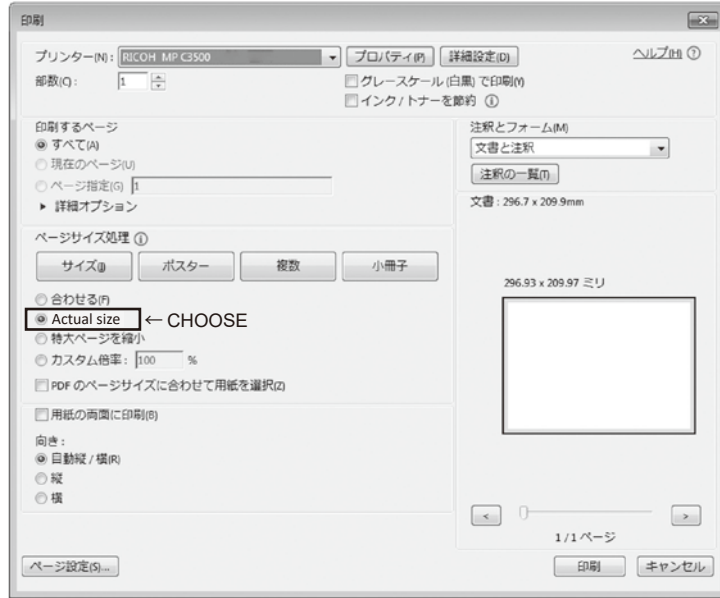 印刷
プリンター(N): RICOH MP C3500 プロパティ(P) 詳細設定(D) ヘルプ(H)
部数(C): 1 グレースケール (白黒) で印刷(Y)
インク / トナーを節約
印刷するページ
すべて(A)
現在のページ(U)
ページ指定(G) 1
詳細オプション
ページサイズ処理
サイズ(I) ポスター 複数 小冊子
合わせる(F)
Actual size ← CHOOSE
特大ページを縮小
カスタム倍率: 100 %
PDF のページサイズに合わせて用紙を選択(Z)
用紙の両面に印刷(B)
向き:
自動縦 / 横(R)
縦
横
注釈とフォーム(M)
文書と注釈
注釈の一覧(T)
文書 : 296.7 x 209.9mm
296.93 x 209.97 ミリ
< >
1 / 1 ページ
ページ設定(S)... 印刷 キャンセル